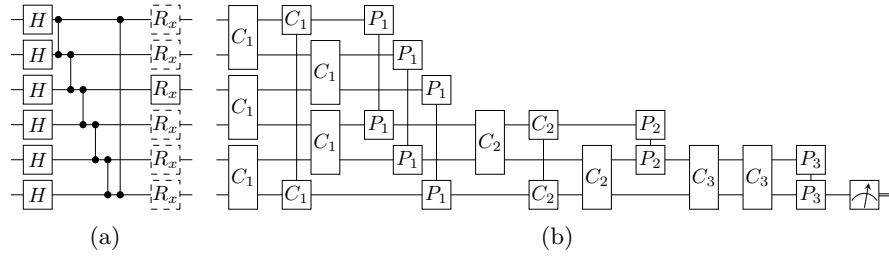 H R_x C_1 C_1 P_1
H R_x C_1 P_1
H R_x C_1 P_1
H R_x C_1 P_1 C_2 C_2 P_2
H R_x C_1 C_1 P_1 C_2 P_2 C_3 C_3 P_3
H R_x C_1 P_1 C_2 P_3
(a) (b)